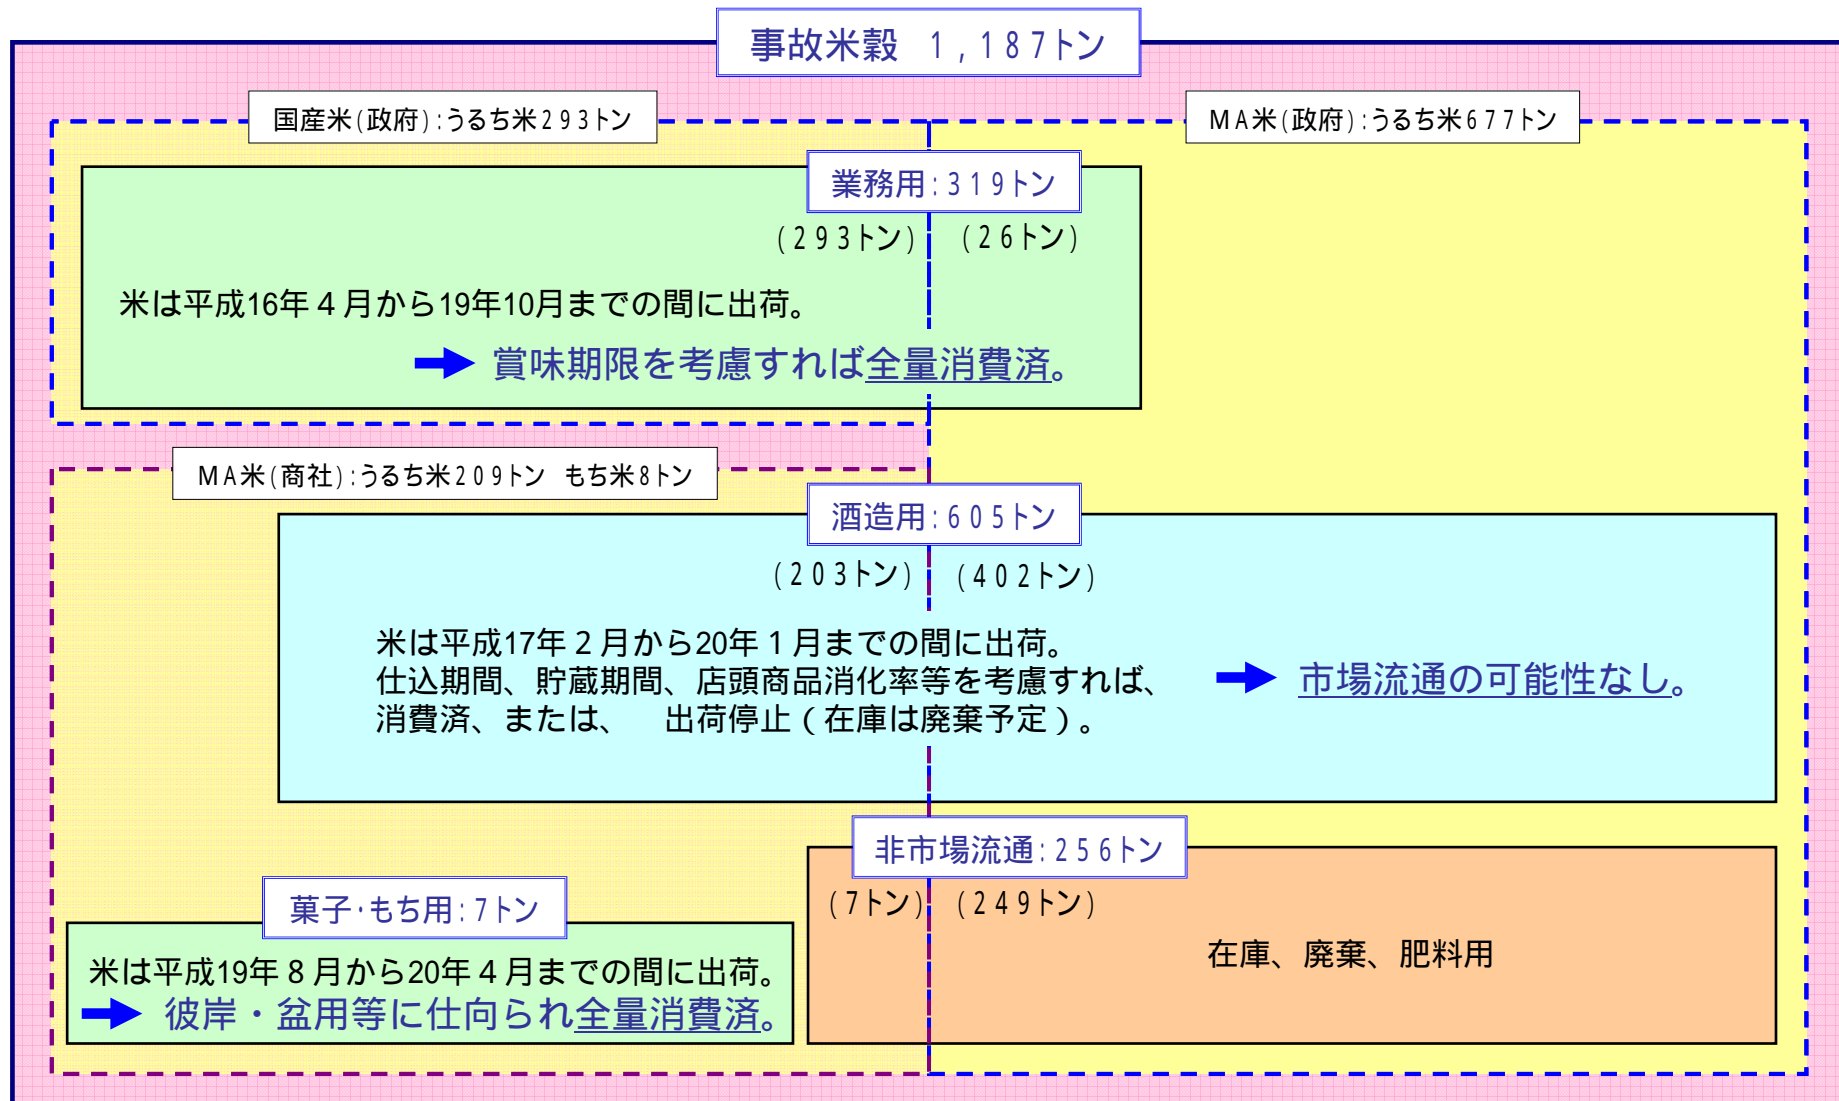 事故米穀　1,187トン
国産米(政府):うるち米293トン
MA米(政府):うるち米677トン
業務用:319トン
(293トン)　(26トン)
米は平成16年4月から19年10月までの間に出荷。
賞味期限を考慮すれば全量消費済。
MA米(商社):うるち米209トン　もち米8トン
酒造用:605トン
(203トン)　(402トン)
米は平成17年2月から20年1月までの間に出荷。
仕込期間、貯蔵期間、店頭商品消化率等を考慮すれば、
消費済、または、　出荷停止(在庫は廃棄予定)。
市場流通の可能性なし。
非市場流通:256トン
(7トン)　(249トン)
在庫、廃棄、肥料用
菓子・もち用:7トン
米は平成19年8月から20年4月までの間に出荷。
彼岸・盆用等に仕向られ全量消費済。